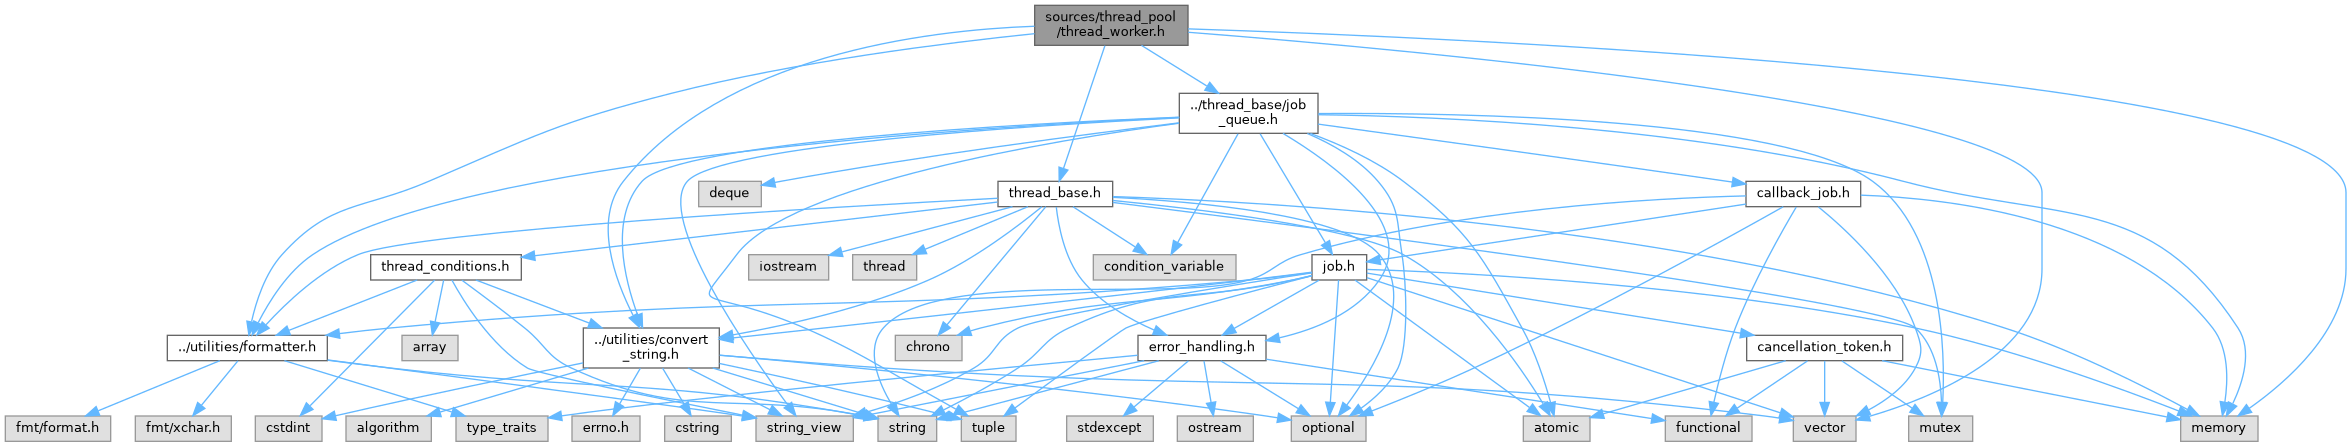 sources/thread_pool
/thread_worker.h
../thread_base/job
_queue.h
deque
thread_base.h
callback_job.h
thread_conditions.h
iostream
thread
condition_variable
job.h
../utilities/formatter.h
array
../utilities/convert
_string.h
chrono
error_handling.h
cancellation_token.h
fmt/format.h
fmt/xchar.h
cstdint
algorithm
type_traits
errno.h
cstring
string_view
string
tuple
stdexcept
ostream
optional
atomic
functional
vector
mutex
memory